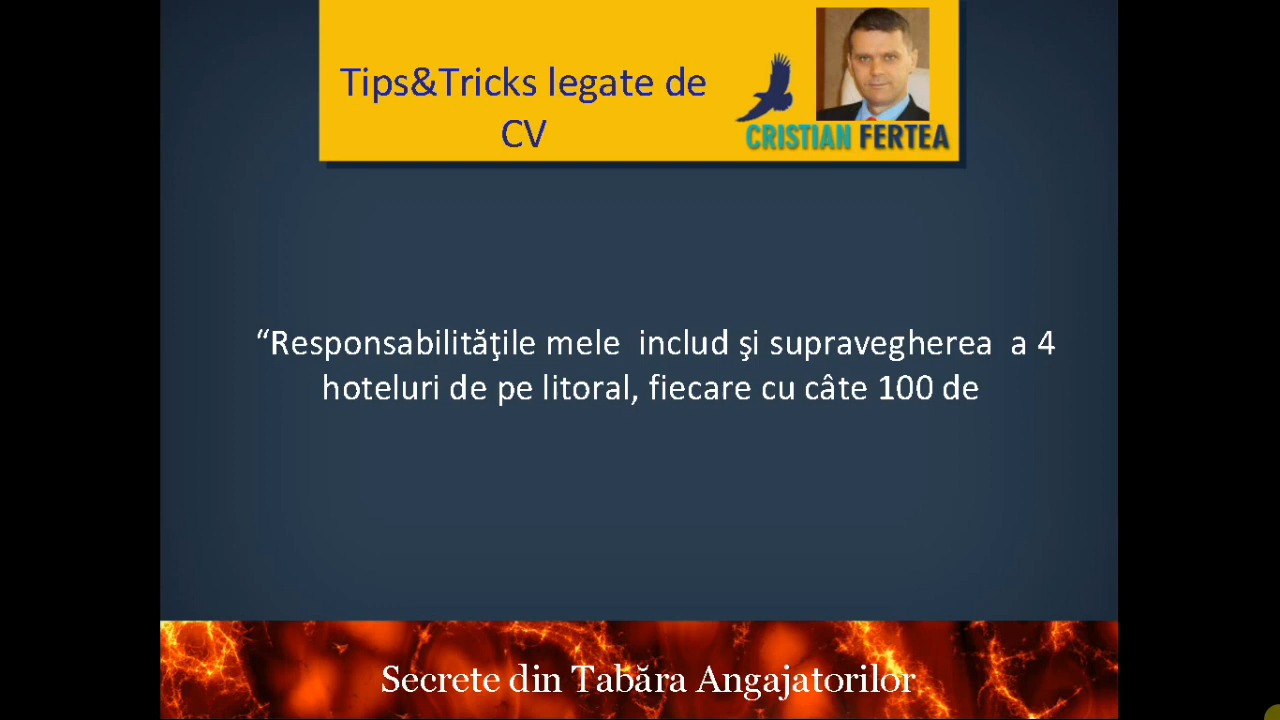 Tips&Tricks legate de
CV
CRISTIAN FERTEA
“Responsabilităţile mele  includ şi supravegherea  a 4
hoteluri de pe litoral, fiecare cu câte 100 de
Secrete din Tabăra Angajatorilor